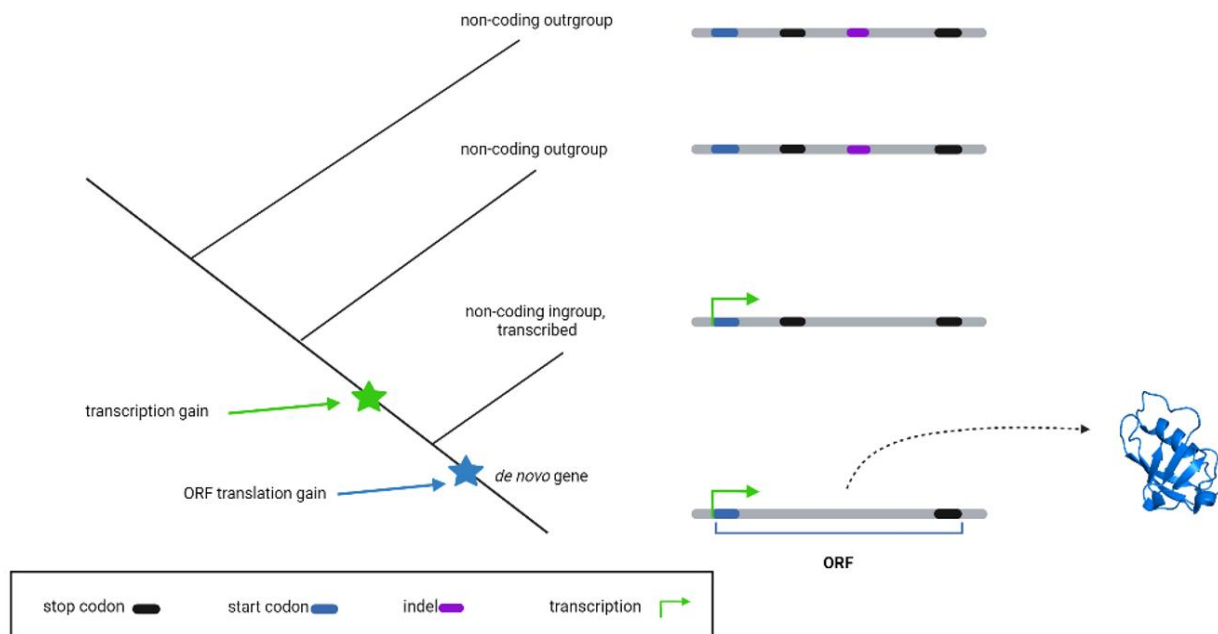 non-coding outrgroup
non-coding outgroup
non-coding ingroup,
transcribed
transcription gain
ORF translation gain
de novo gene
ORF
stop codon
start codon
indel
transcription